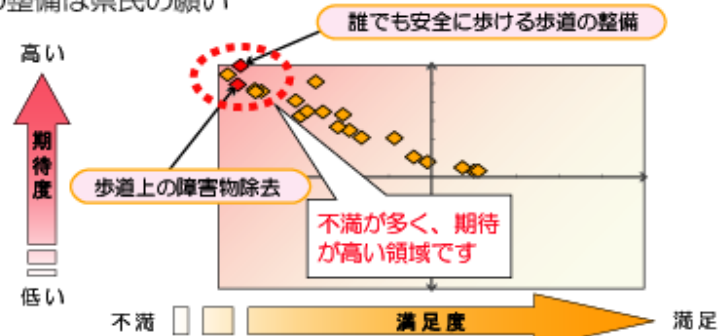 の整備は県民の願い
誰でも安全に歩ける歩道の整備
高い
期待度
歩道上の障害物除去
不満が多く、期待
が高い領域です
低い
不満
満足度
満足